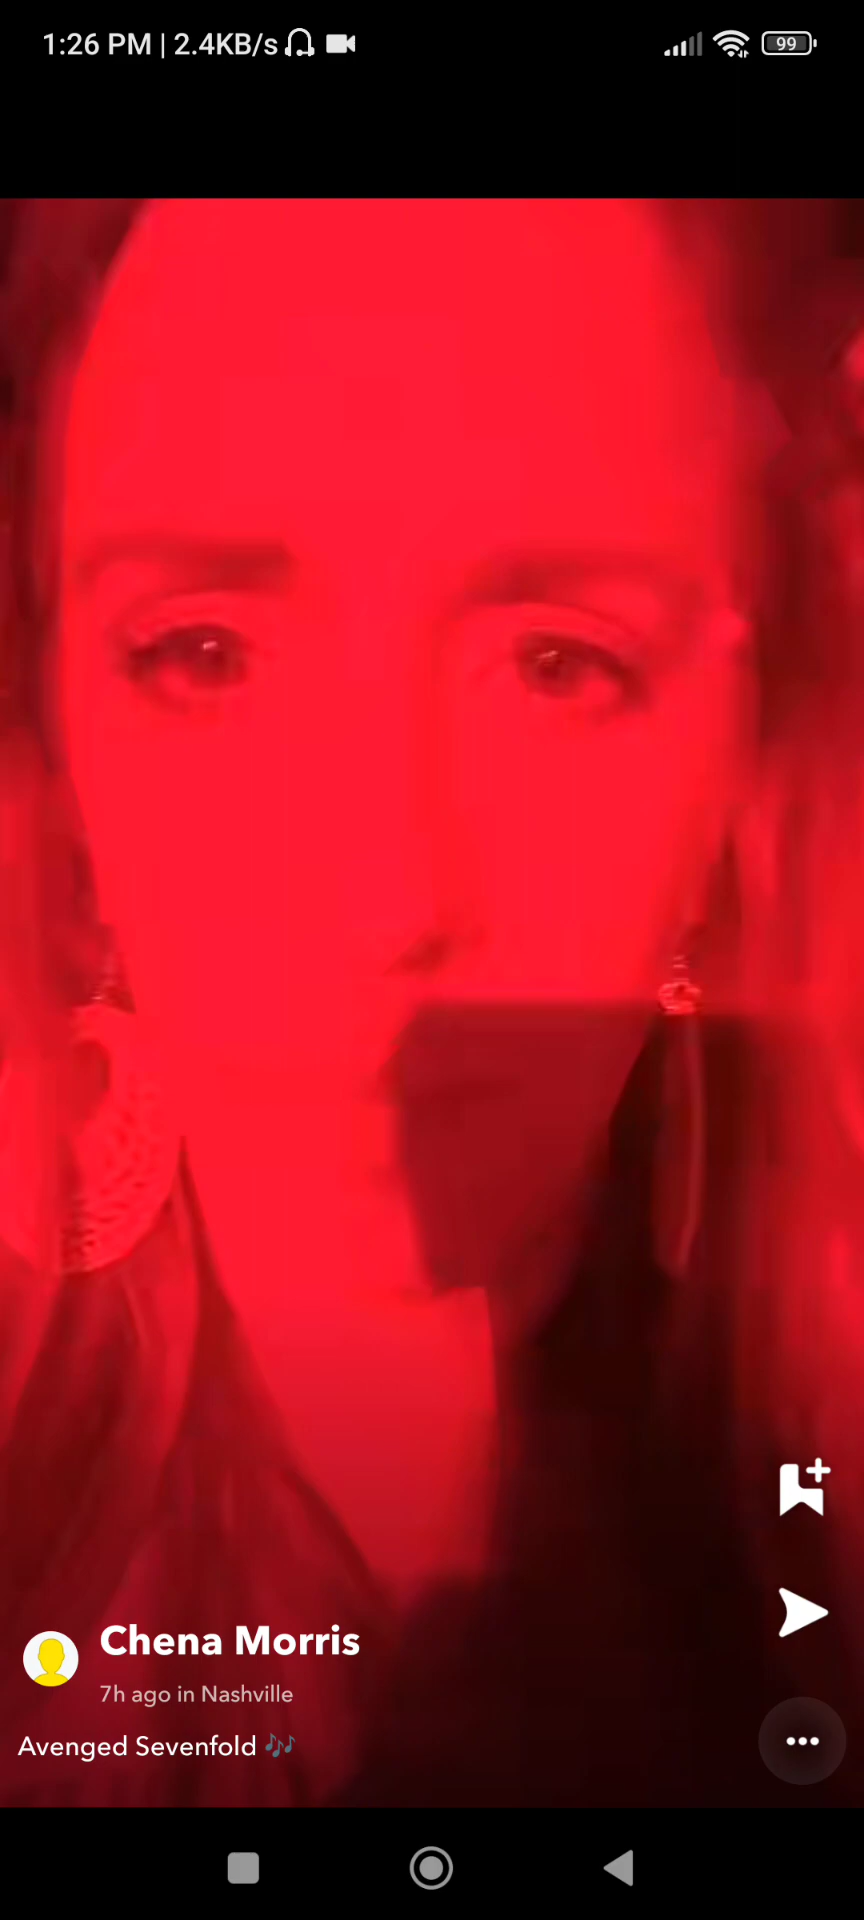 1:26 PM | 2.4KB/s
99
Chena Morris
7h ago in Nashville
Avenged Sevenfold 🎶